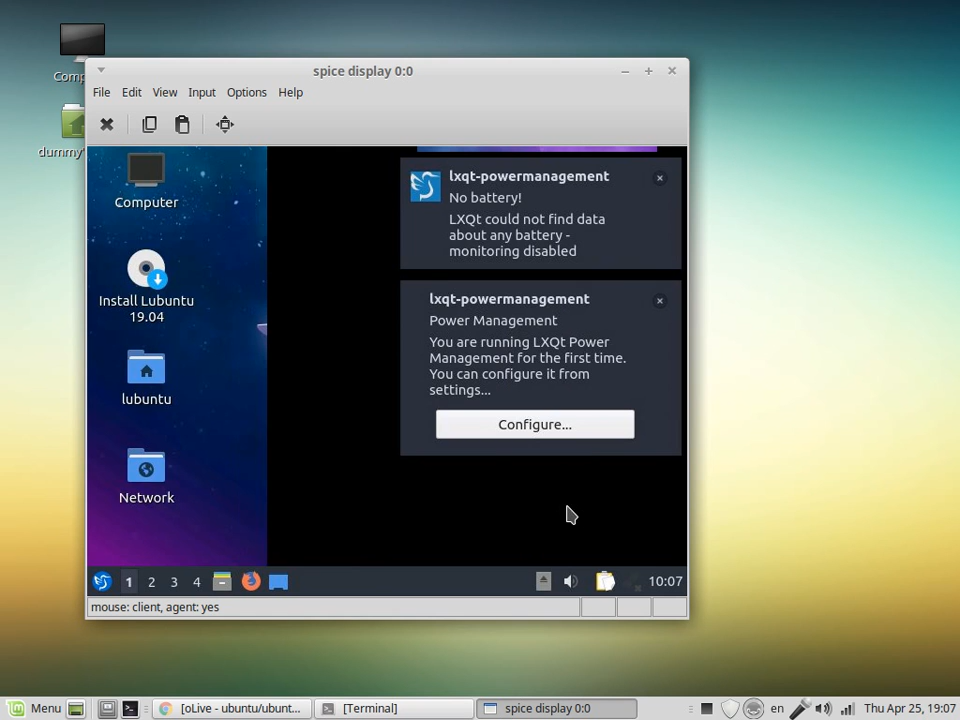 Comp
dummy
spice display 0:0
File Edit View Input Options Help
Computer
Install Lubuntu
19.04
lubuntu
Network
lxqt-powermanagement
No battery!
LXQt could not find data
about any battery -
monitoring disabled
lxqt-powermanagement
Power Management
You are running LXQt Power
Management for the first time.
You can configure it from
settings...
Configure...
1 2 3 4
10:07
mouse: client, agent: yes
Menu
[oLive - ubuntu/ubunt...
[Terminal]
spice display 0:0
en
Thu Apr 25, 19:07